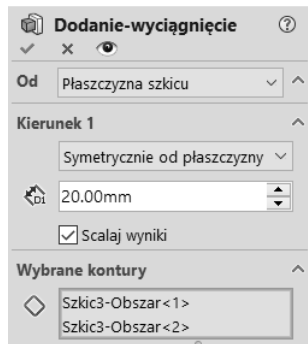 Dodanie-wyciągnięcie
Od Płaszczyzna szkicu
Kierunek 1
Symetrycznie od płaszczyzny
D1 20.00mm
Scalaj wyniki
Wybrane kontury
Szkic3-Obszar<1>
Szkic3-Obszar<2>